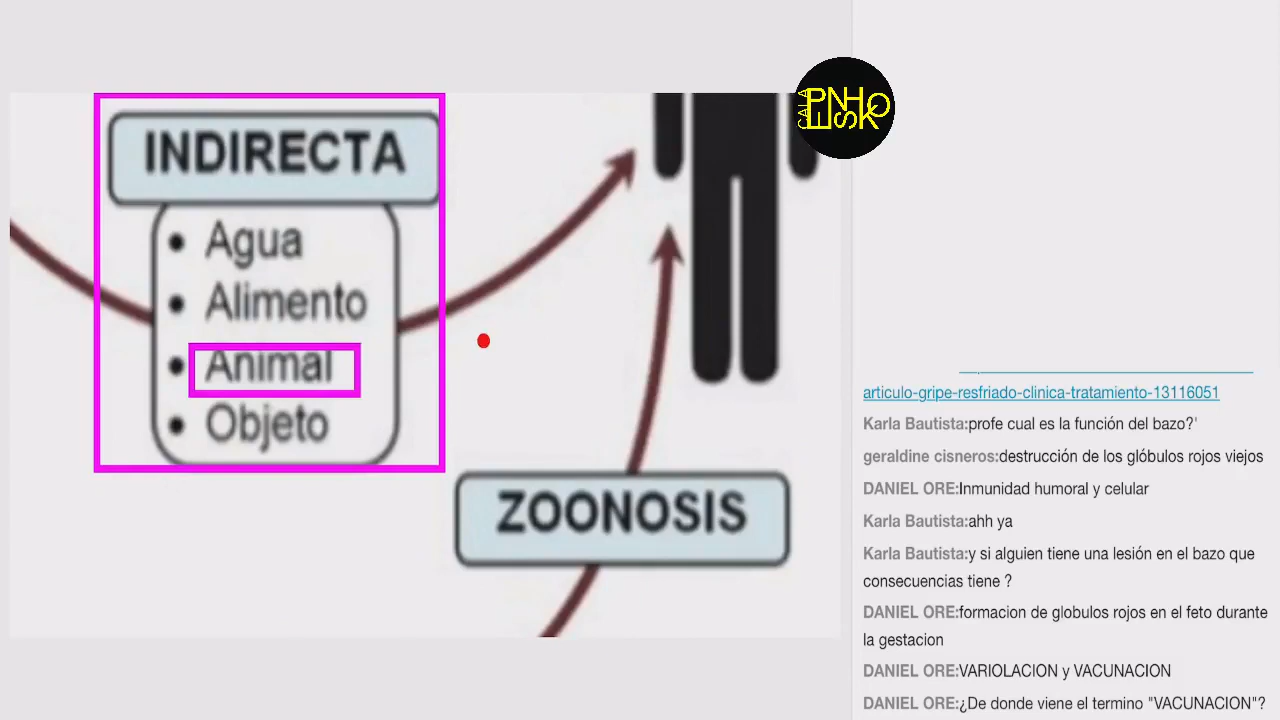 INDIRECTA
• Agua
• Alimento
• Animal
• Objeto
ZOONOSIS
CALA
PENHSKO
articulo-gripe-resfriado-clinica-tratamiento-13116051
Karla Bautista:profe cual es la función del bazo?'
geraldine cisneros:destrucción de los glóbulos rojos viejos
DANIEL ORE:Inmunidad humoral y celular
Karla Bautista:ahh ya
Karla Bautista:y si alguien tiene una lesión en el bazo que
consecuencias tiene ?
DANIEL ORE:formacion de globulos rojos en el feto durante
la gestacion
DANIEL ORE:VARIOLACION y VACUNACION
DANIEL ORE:¿De donde viene el termino "VACUNACION"?